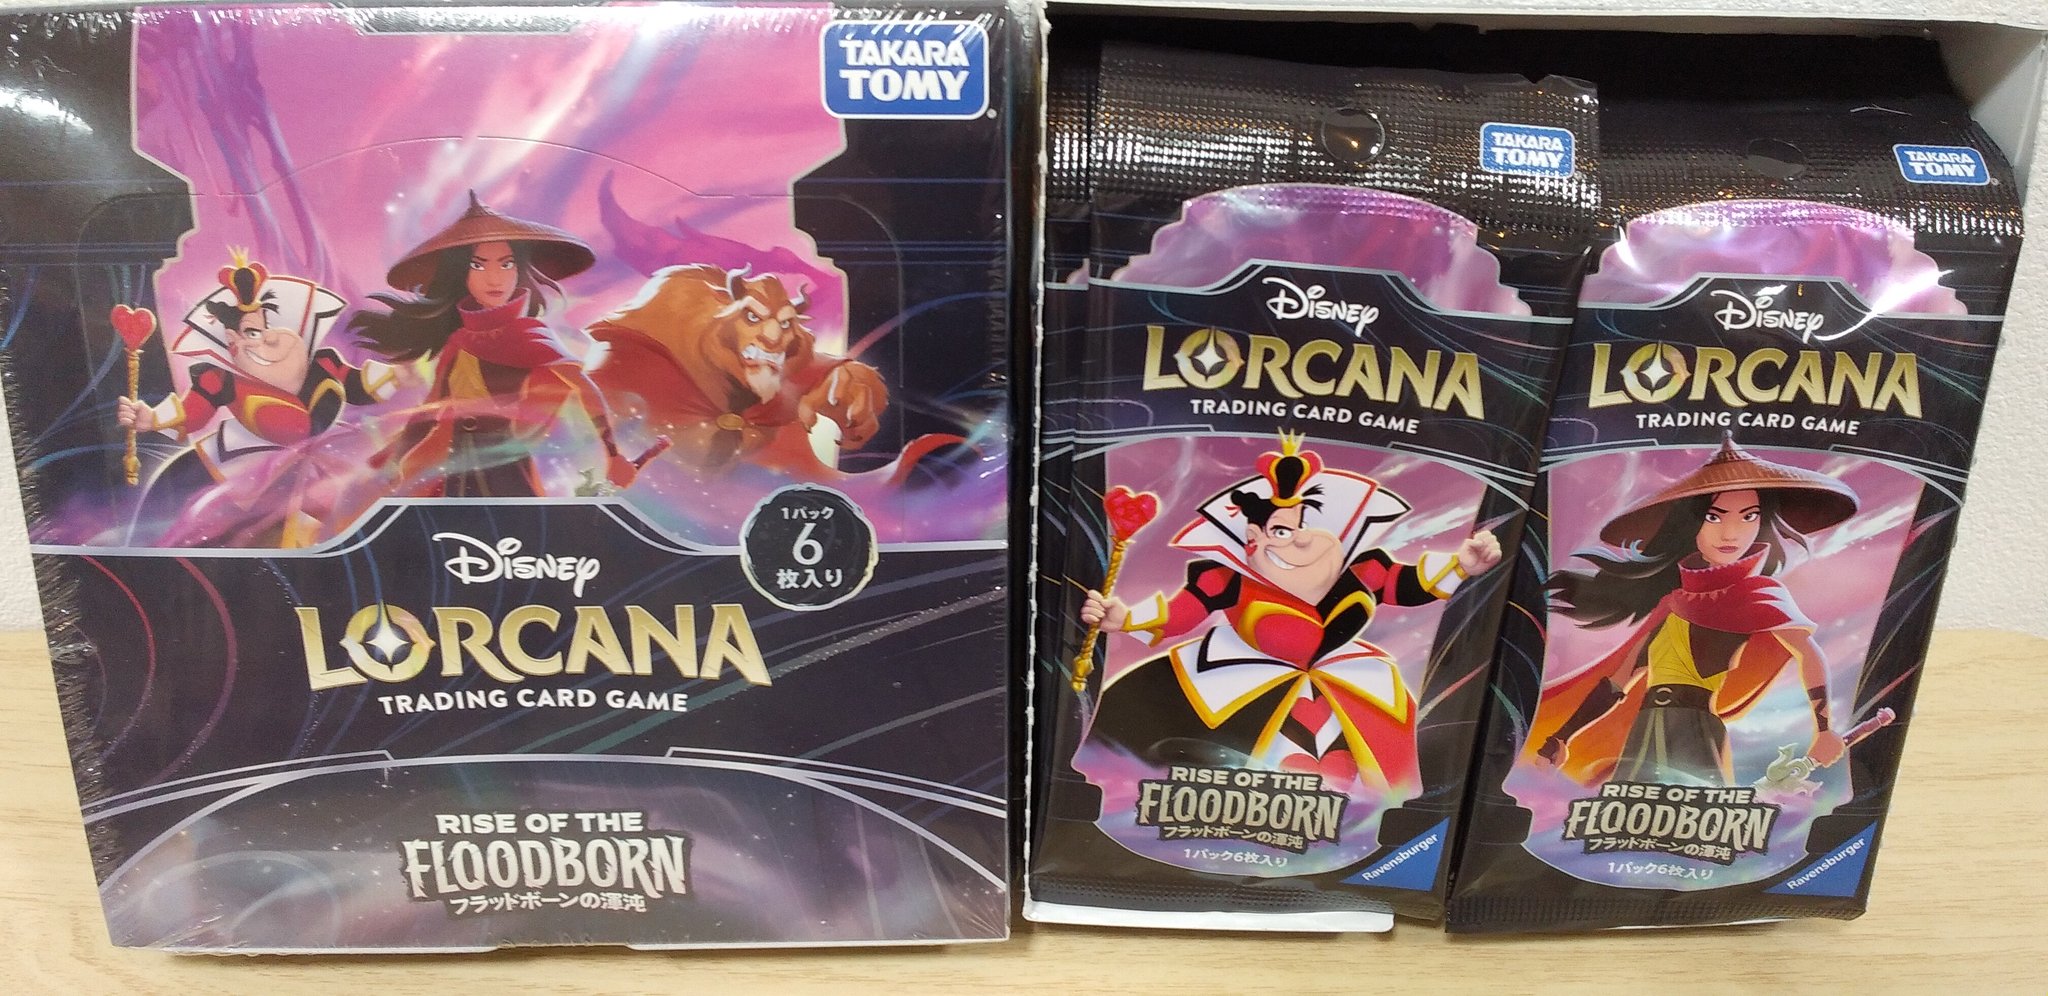 TAKARA
TOMY
1パック
6
枚入り
Disney
LORCANA
TRADING CARD GAME
RISE OF THE
FLOODBORN
フラッドボーンの渾沌
TAKARA
TOMY
Disney
LORCANA
TRADING CARD GAME
RISE OF THE
FLOODBORN
フラッドボーンの渾沌
1パック6枚入り
Ravensburger
TAKARA
TOMY
Disney
LORCANA
TRADING CARD GAME
RISE OF THE
FLOODBORN
フラッドボーンの渾沌
1パック6枚入り
Ravensburger